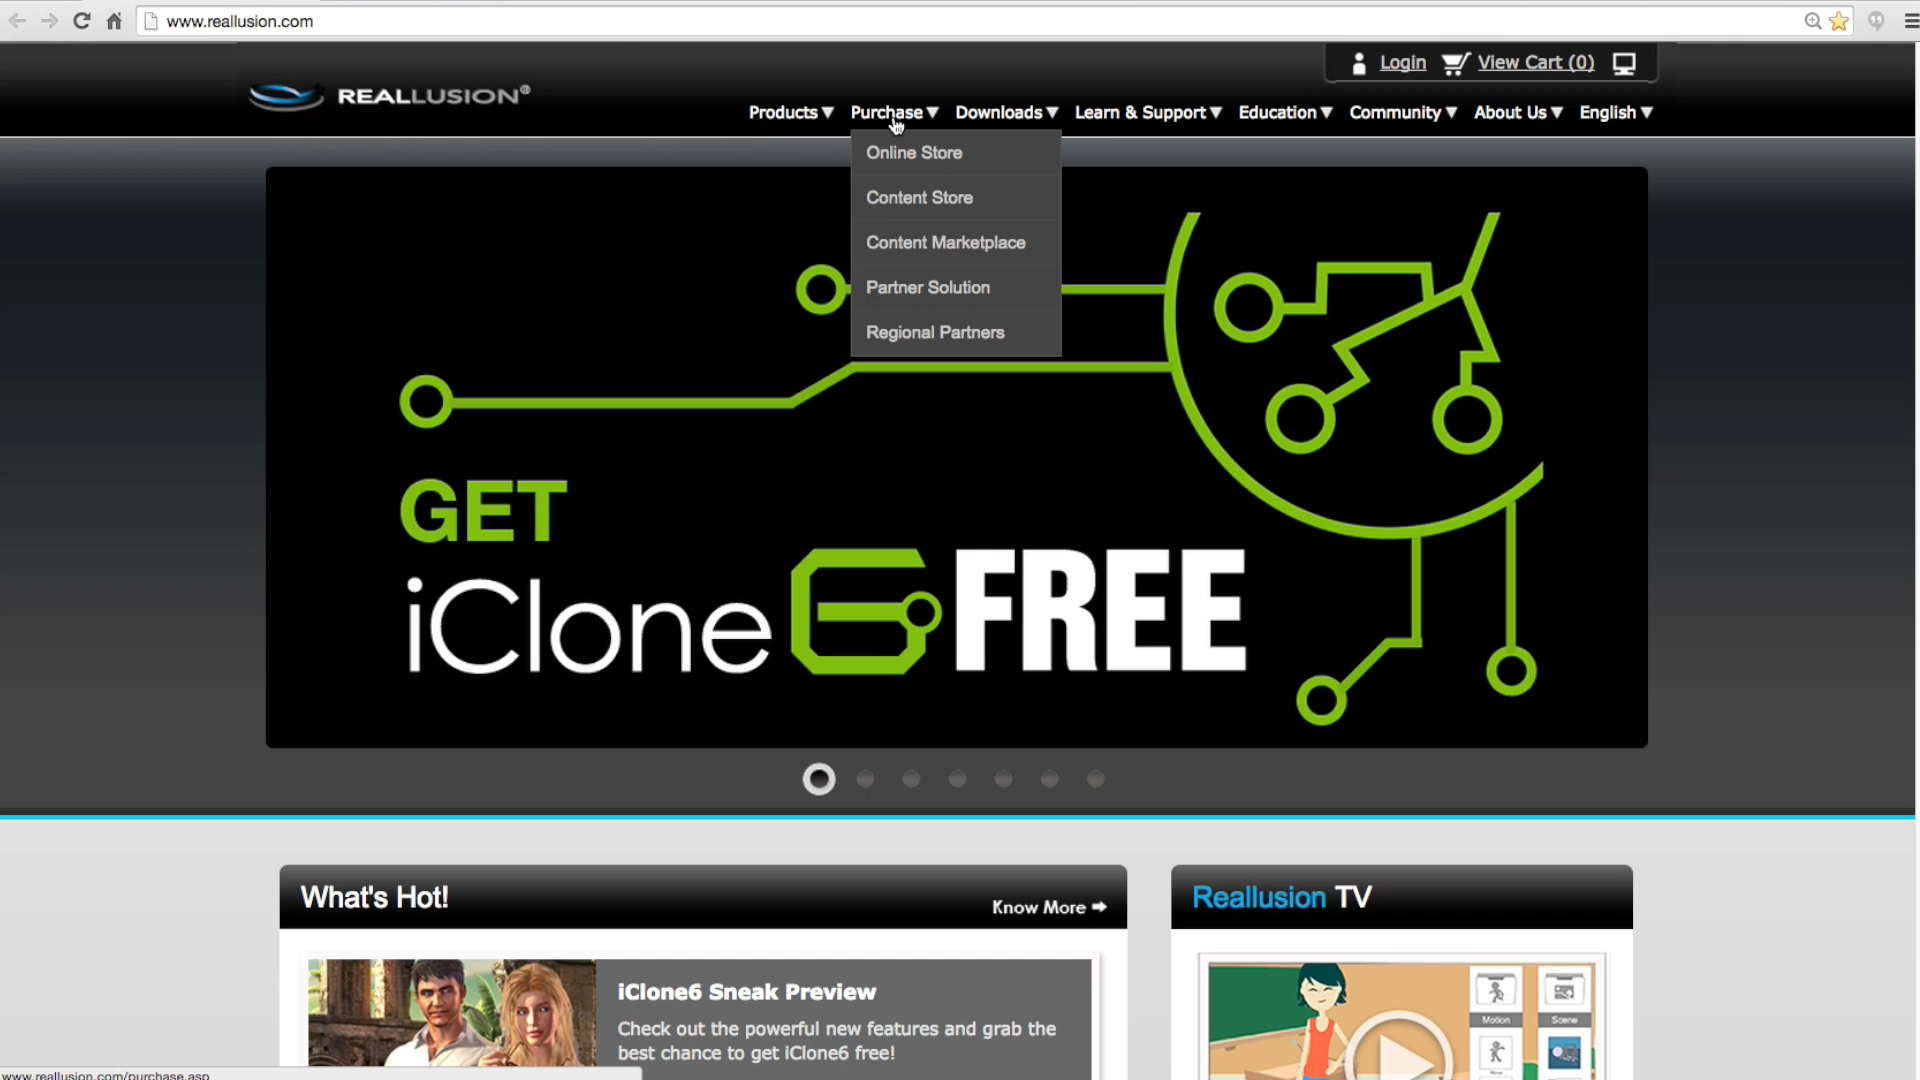 www.reallusion.com
Login View Cart (0)
REALLUSION®
Products Purchase Downloads Learn & Support Education Community About Us English
Online Store
Content Store
Content Marketplace
Partner Solution
Regional Partners
GET
iClone 6 FREE
What's Hot!
Know More
Reallusion TV
iClone6 Sneak Preview
Check out the powerful new features and grab the
best chance to get iClone6 free!
Motion Scene
www.reallusion.com/purchase.asp